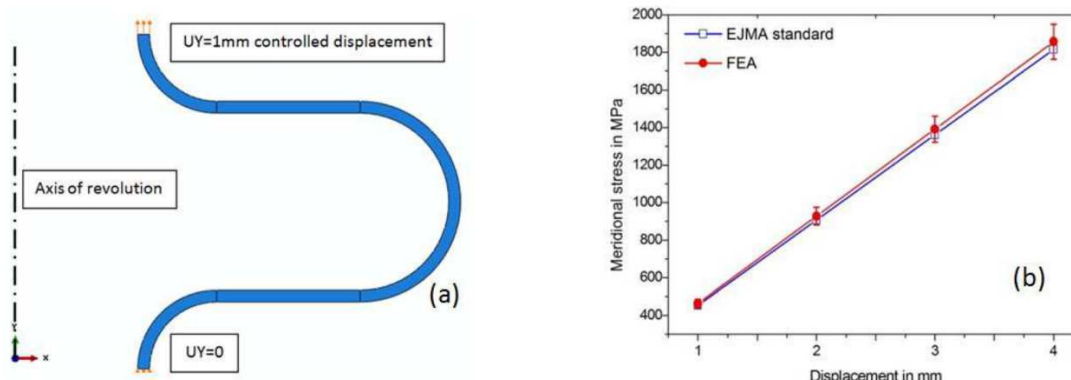 UY=1mm controlled displacement
Axis of revolution
(a)
UY=0
Y
x
EJMA standard
FEA
2000
1800
1600
1400
1200
1000
800
600
400
Meridional stress in MPa
(b)
1 2 3 4
Displacement in mm